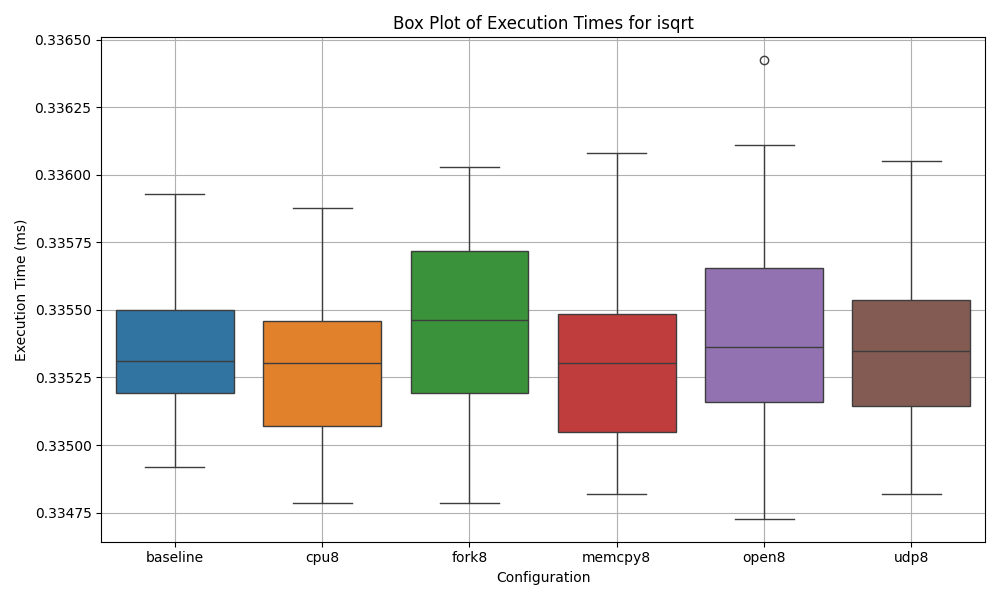 Box Plot of Execution Times for isqrt
0.33650
0.33625
0.33600
0.33575
0.33550
0.33525
0.33500
0.33475
Execution Time (ms)
baseline cpu8 fork8 memcpy8 open8 udp8
Configuration